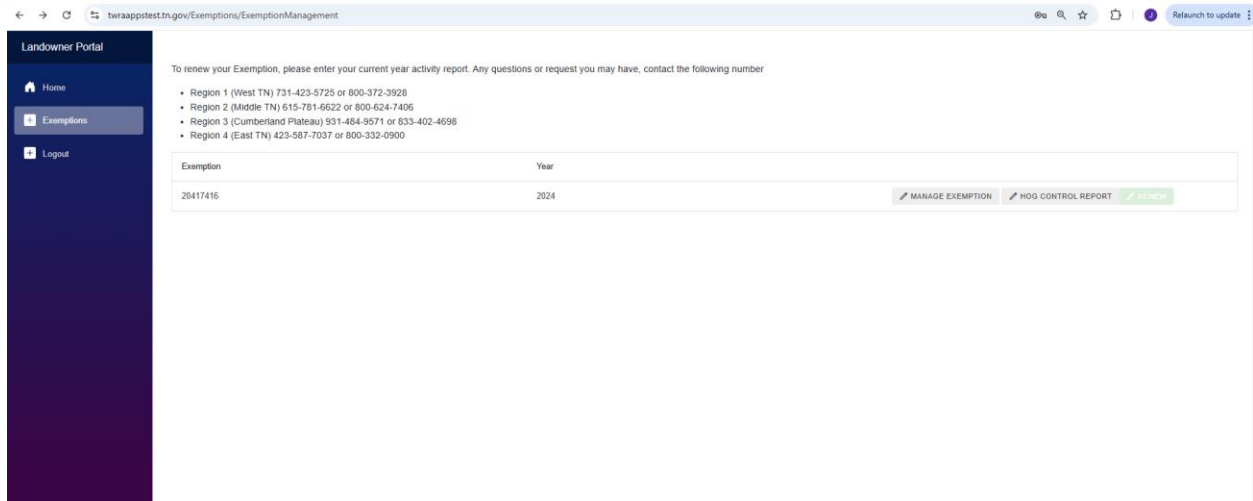 twraappstest.tn.gov/Exemptions/ExemptionManagement
J
Relaunch to update
Landowner Portal
Home
Exemptions
Logout
To renew your Exemption, please enter your current year activity report. Any questions or request you may have, contact the following number
• Region 1 (West TN) 731-423-5725 or 800-372-3928
• Region 2 (Middle TN) 615-781-6622 or 800-624-7406
• Region 3 (Cumberland Plateau) 931-484-9571 or 833-402-4698
• Region 4 (East TN) 423-587-7037 or 800-332-0900
Exemption Year
20417416 2024 MANAGE EXEMPTION HOG CONTROL REPORT RENEW